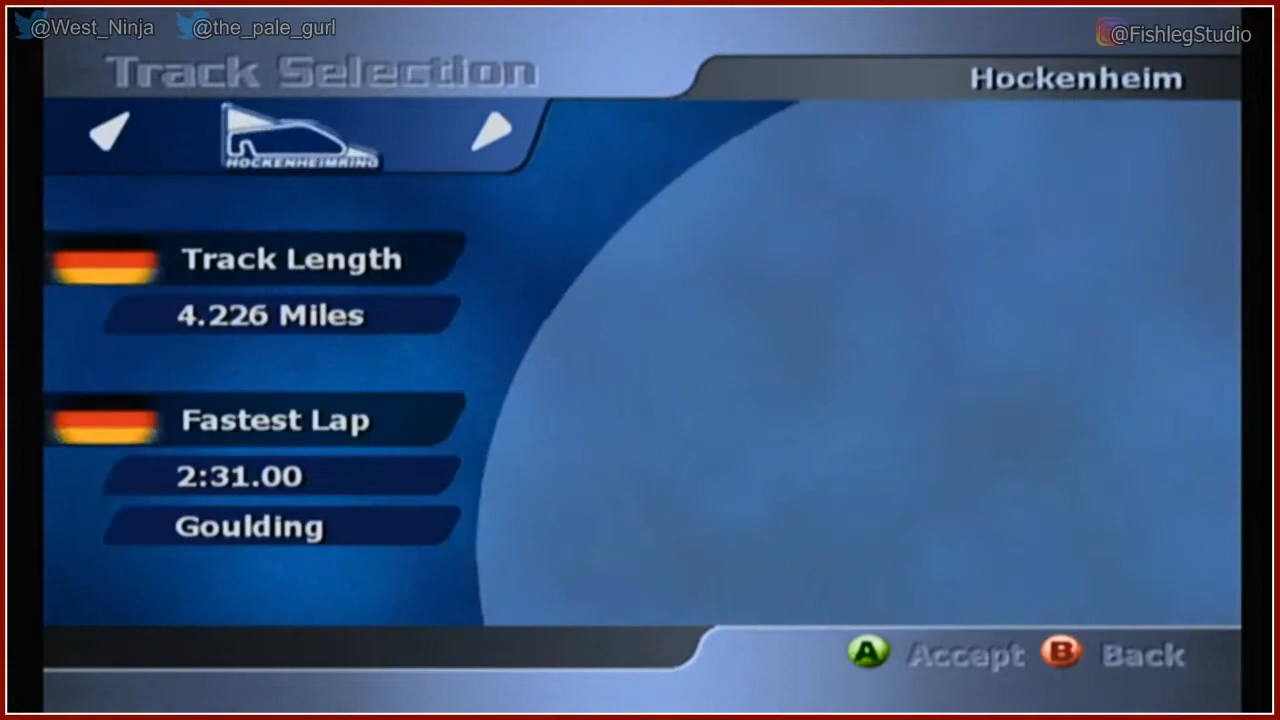 @West_Ninja @the_pale_gurl @FishlegStudio
Track Selection
Hockenheim
HOCKENHEIMRING
Track Length
4.226 Miles
Fastest Lap
2:31.00
Goulding
A Accept B Back